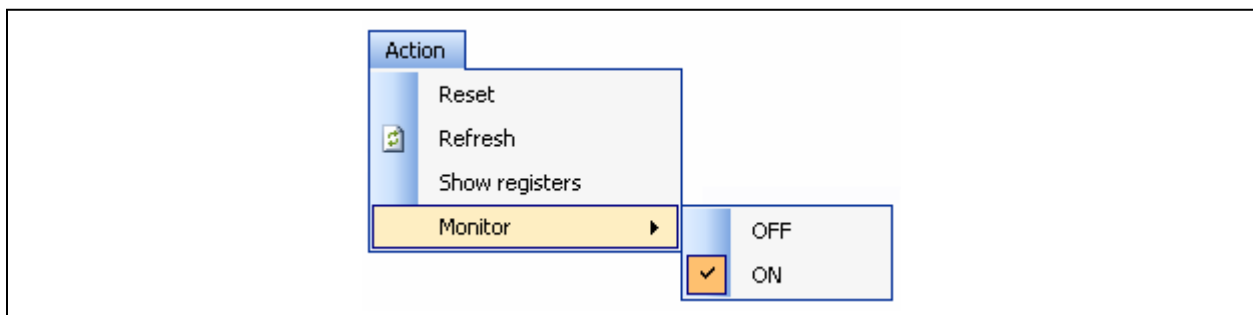 Action
Reset
Refresh
Show registers
Monitor
OFF
ON